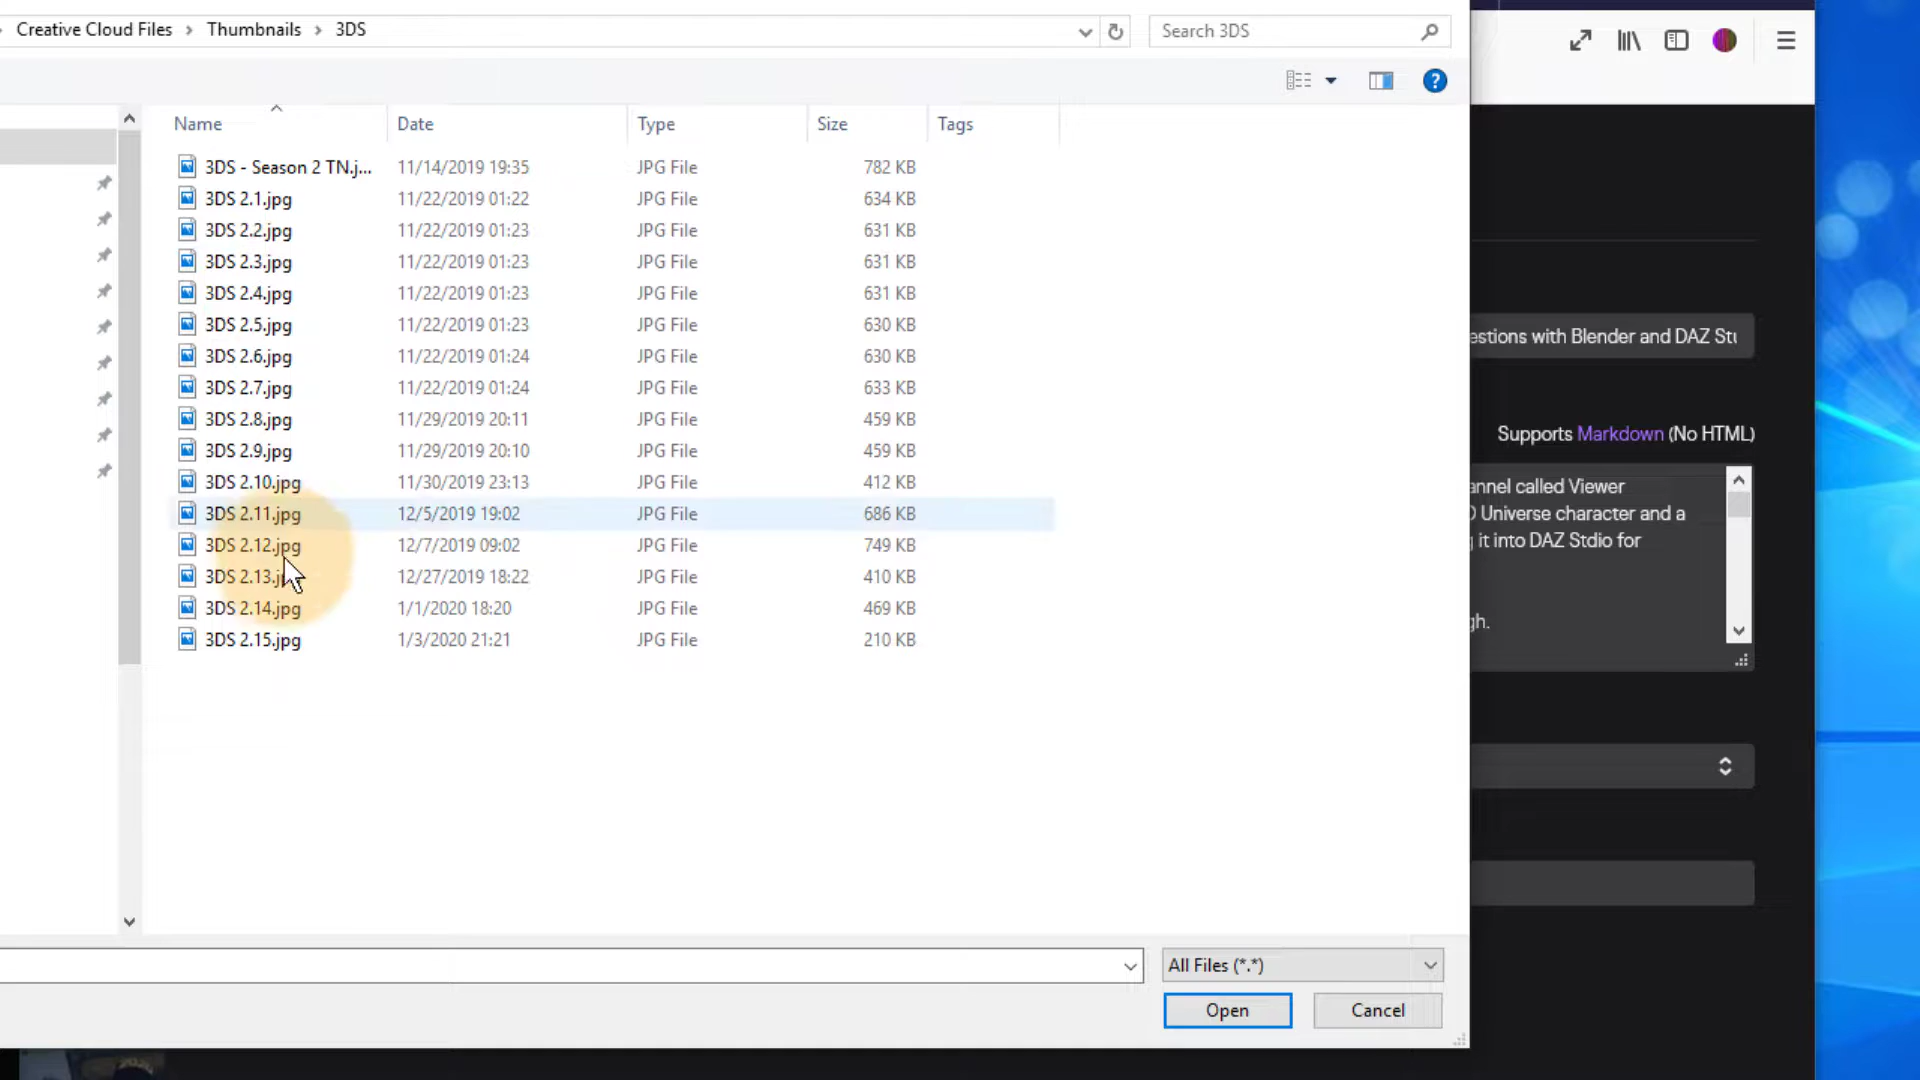 Creative Cloud Files > Thumbnails > 3DS
Search 3DS
Name Date Type Size Tags
3DS - Season 2 TN.j... 11/14/2019 19:35 JPG File 782 KB
3DS 2.1.jpg 11/22/2019 01:22 JPG File 634 KB
3DS 2.2.jpg 11/22/2019 01:23 JPG File 631 KB
3DS 2.3.jpg 11/22/2019 01:23 JPG File 631 KB
3DS 2.4.jpg 11/22/2019 01:23 JPG File 631 KB
3DS 2.5.jpg 11/22/2019 01:23 JPG File 630 KB
3DS 2.6.jpg 11/22/2019 01:24 JPG File 630 KB
3DS 2.7.jpg 11/22/2019 01:24 JPG File 633 KB
3DS 2.8.jpg 11/29/2019 20:11 JPG File 459 KB
3DS 2.9.jpg 11/29/2019 20:10 JPG File 459 KB
3DS 2.10.jpg 11/30/2019 23:13 JPG File 412 KB
3DS 2.11.jpg 12/5/2019 19:02 JPG File 686 KB
3DS 2.12.jpg 12/7/2019 09:02 JPG File 749 KB
3DS 2.13.jpg 12/27/2019 18:22 JPG File 410 KB
3DS 2.14.jpg 1/1/2020 18:20 JPG File 469 KB
3DS 2.15.jpg 1/3/2020 21:21 JPG File 210 KB
All Files (*.*)
Open Cancel
estions with Blender and DAZ Stu
Supports Markdown (No HTML)
annel called Viewer
D Universe character and a
g it into DAZ Stdio for
gh.